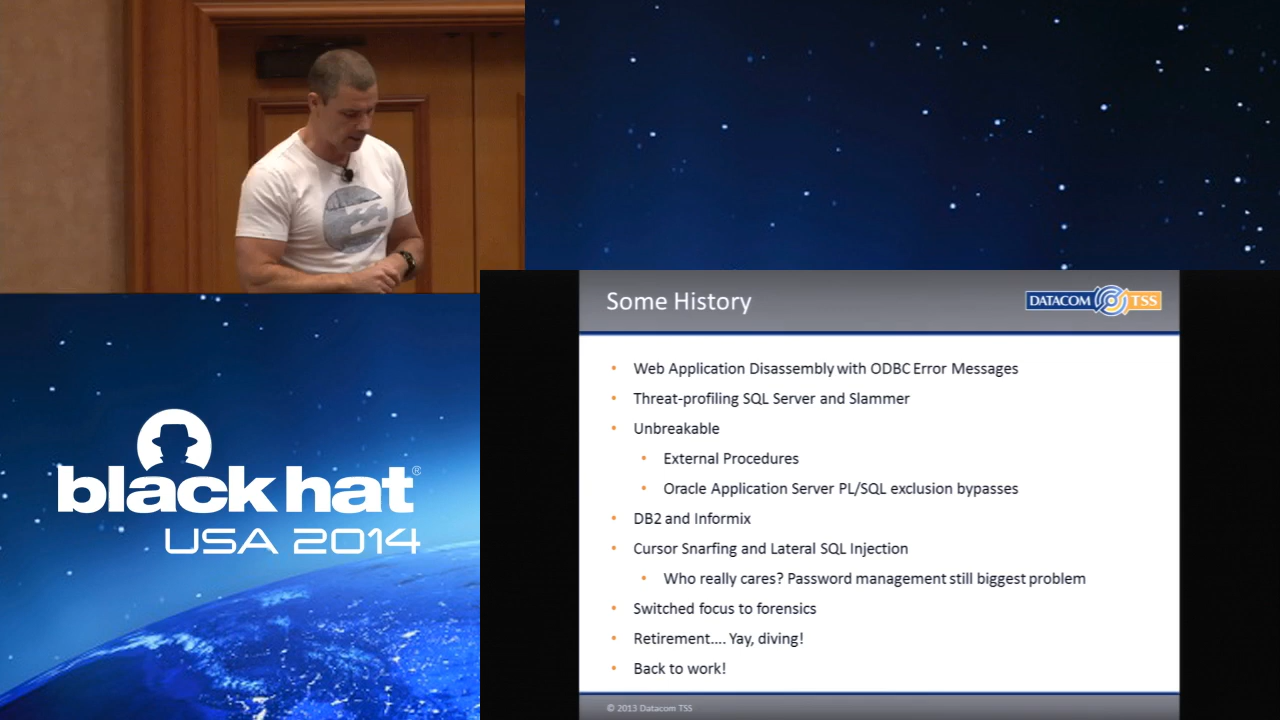 Some History
DATACOM TSS
Web Application Disassembly with ODBC Error Messages
Threat-profiling SQL Server and Slammer
Unbreakable
External Procedures
Oracle Application Server PL/SQL exclusion bypasses
DB2 and Informix
Cursor Snarfing and Lateral SQL Injection
Who really cares? Password management still biggest problem
Switched focus to forensics
Retirement…. Yay, diving!
Back to work!
© 2013 Datacom TSS
black hat®
USA 2014